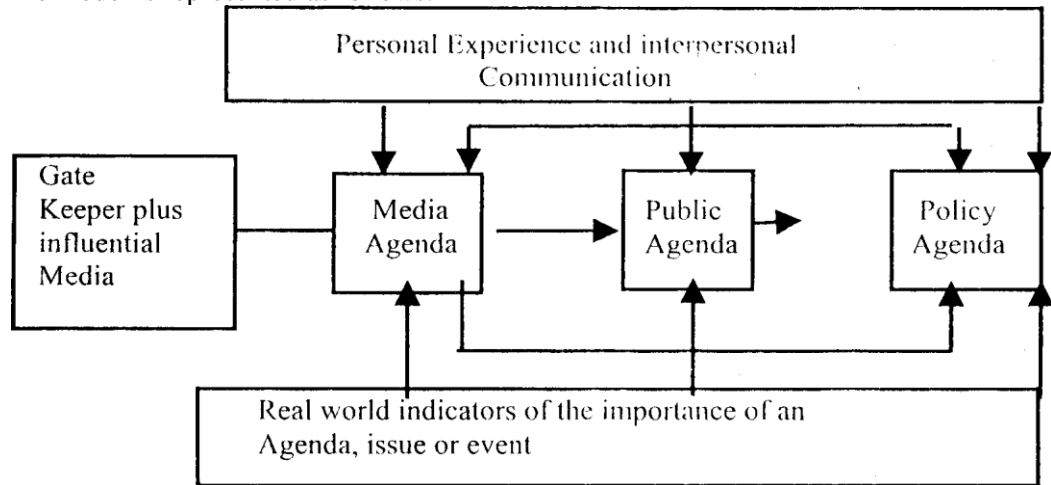 Personal Experience and interpersonal
Communication
Gate
Keeper plus
influential
Media
Media
Agenda
Public
Agenda
Policy
Agenda
Real world indicators of the importance of an
Agenda, issue or event